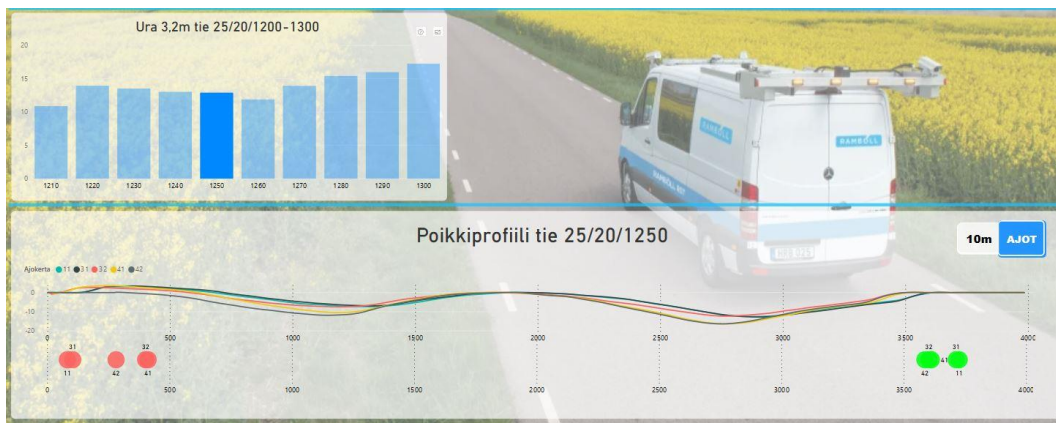 Ura 3,2m tie 25/20/1200-1300
20
15
10
5
0
1210 1220 1230 1240 1250 1260 1270 1280 1290 1300
RAMBOLL
RAMBOLL
RAMBOLL RST
Poikkiprofiili tie 25/20/1250
10m AJOT
Ajokerta 11 31 32 41 42
0
-10
-20
0 500 1000 1500 2000 2500 3000 3500 4000
31 32 32 31
41
11 42 41 42 11
0 500 1000 1500 2000 2500 3000 3500 4000